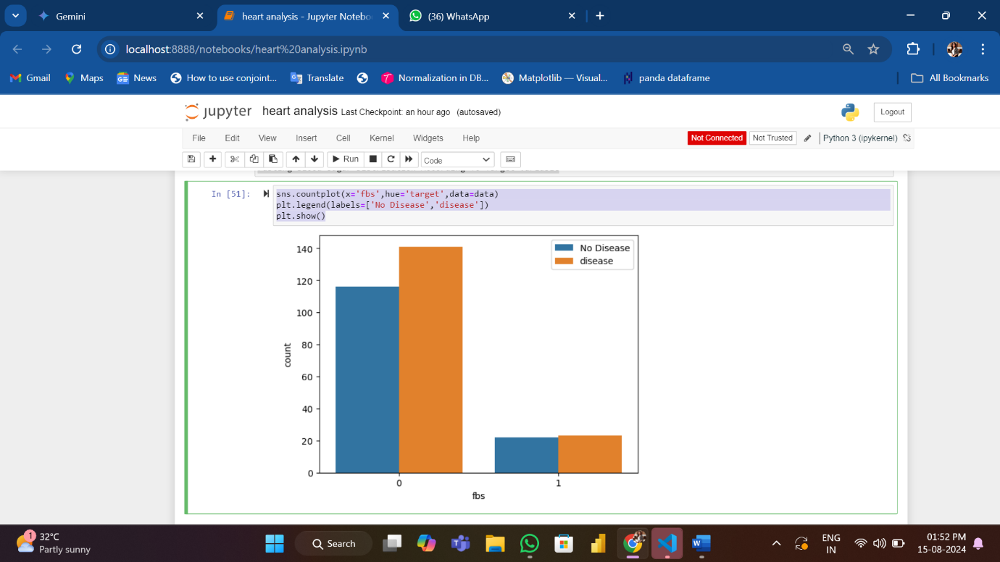 Gemini
heart analysis - Jupyter Notebo
(36) WhatsApp
localhost:8888/notebooks/heart%20analysis.ipynb
Gmail
Maps
News
How to use conjoint...
Translate
Normalization in DB...
Matplotlib — Visual...
panda dataframe
All Bookmarks
jupyter heart analysis Last Checkpoint: an hour ago (autosaved)
Logout
File Edit View Insert Cell Kernel Widgets Help
Not Connected
Not Trusted
Python 3 (ipykernel)
Run
Code
In [51]:
sns.countplot(x='fbs',hue='target',data=data)
plt.legend(labels=['No Disease','disease'])
plt.show()
No Disease
disease
140
120
100
80
60
40
20
0
count
0
1
fbs
1
32°C
Partly sunny
Search
ENG
IN
01:52 PM
15-08-2024